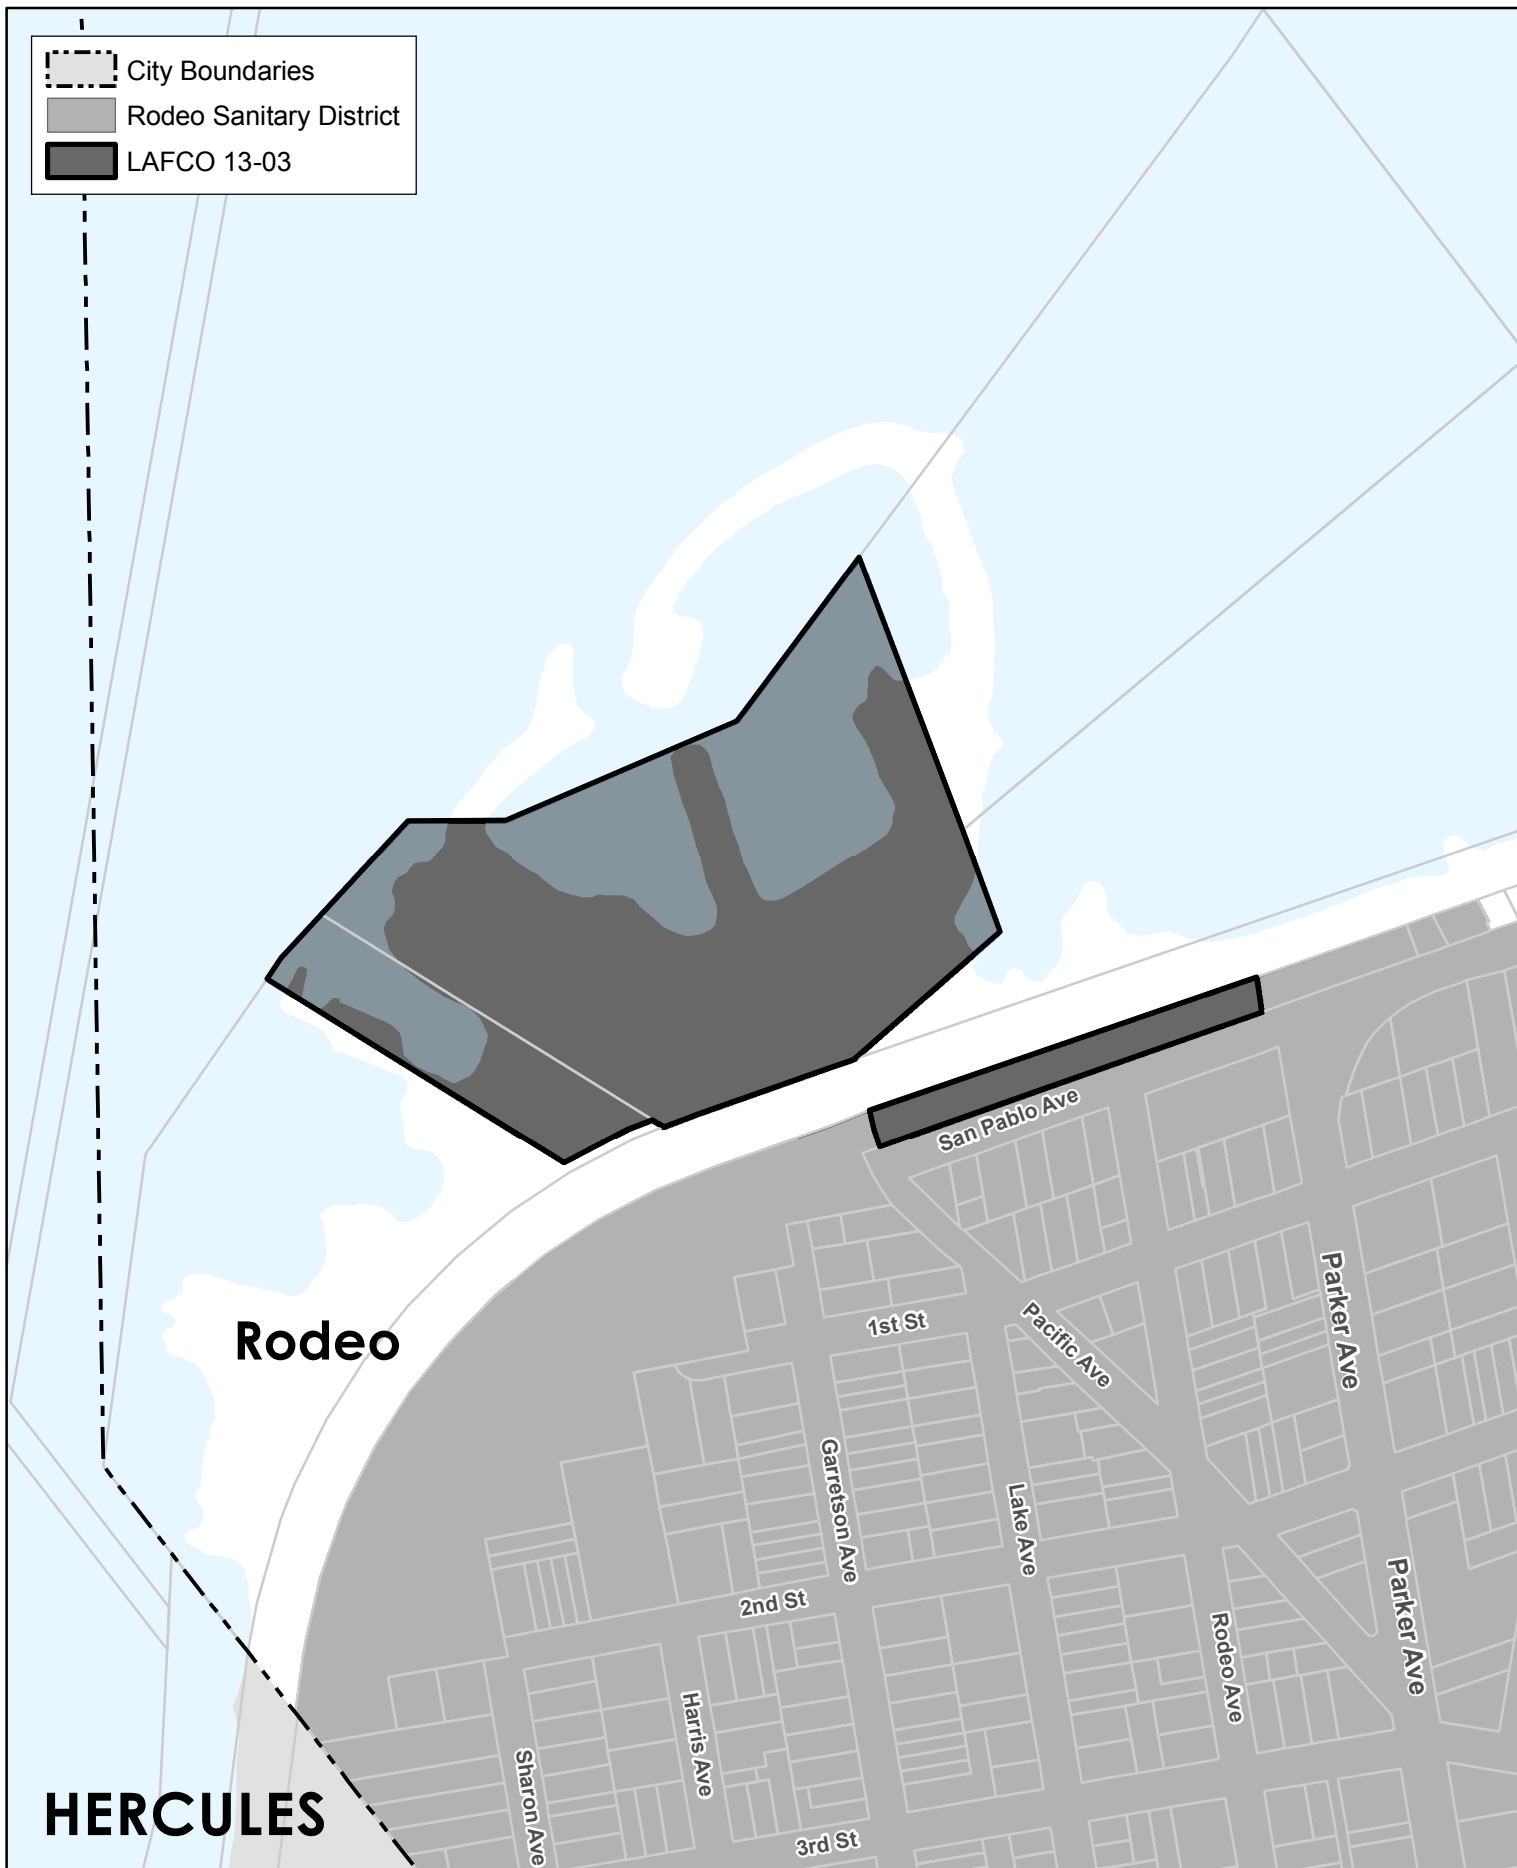 City Boundaries
Rodeo Sanitary District
LAFCO 13-03
San Pablo Ave
Parker Ave
1st St
Pacific Ave
Rodeo
Garretson Ave
Lake Ave
Parker Ave
2nd St
Rodeo Ave
Harris Ave
Sharon Ave
HERCULES
3rd St